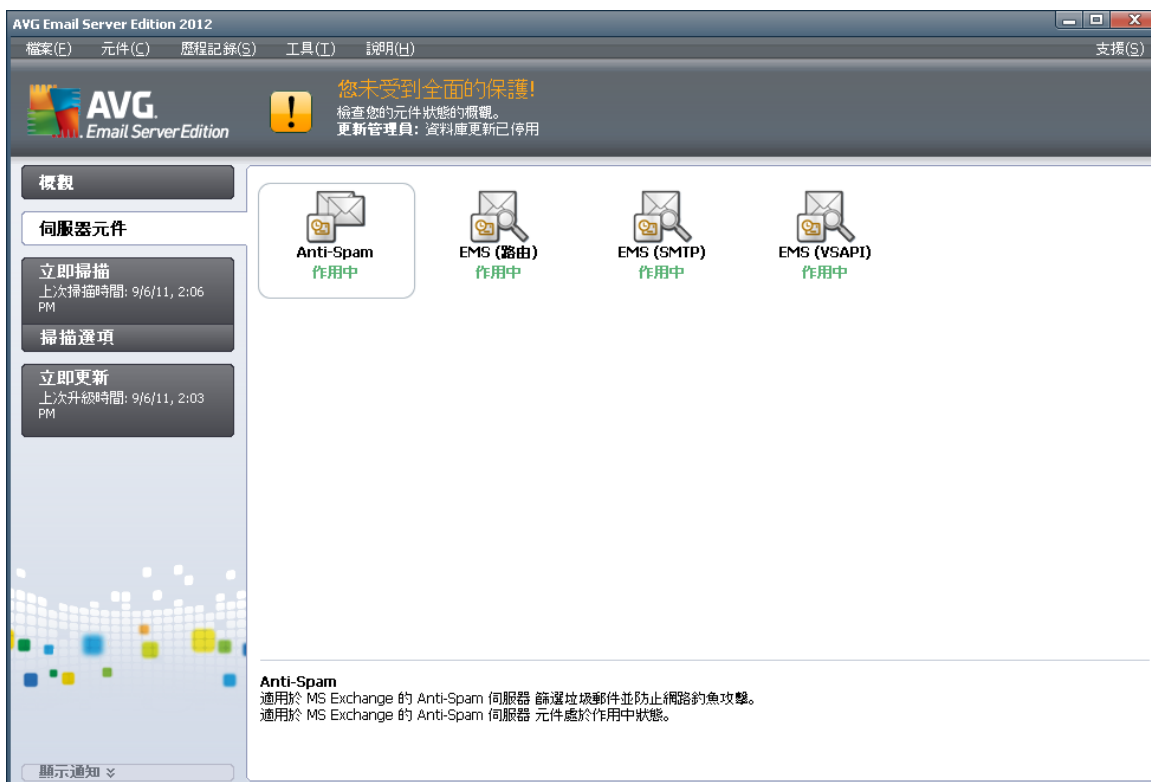 AVG Email Server Edition 2012
檔案(F) 元件(C) 歷程記錄(S) 工具(T) 說明(H) 支援(S)
AVG.
Email Server Edition
您未受到全面的保護!
檢查您的元件狀態的概觀。
更新管理員: 資料庫更新已停用
概觀
伺服器元件
立即掃描
上次掃描時間: 9/6/11, 2:06
PM
掃描選項
立即更新
上次升級時間: 9/6/11, 2:03
PM
顯示通知
Anti-Spam
作用中
EMS (路由)
作用中
EMS (SMTP)
作用中
EMS (VSAPI)
作用中
Anti-Spam
適用於 MS Exchange 的 Anti-Spam 伺服器 篩選垃圾郵件並防止網路釣魚攻擊。
適用於 MS Exchange 的 Anti-Spam 伺服器 元件處於作用中狀態。